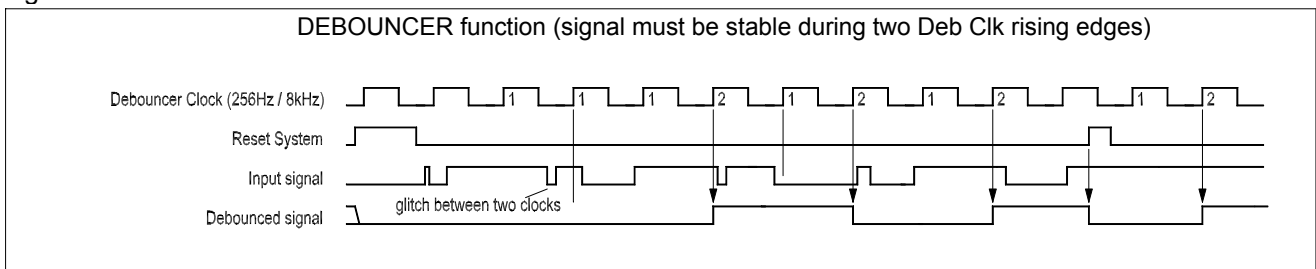 DEBOUNCER function (signal must be stable during two Deb Clk rising edges)
Debouncer Clock (256Hz / 8kHz) 1 1 1 2 1 2 1 2 1 2
Reset System
Input signal
glitch between two clocks
Debounced signal